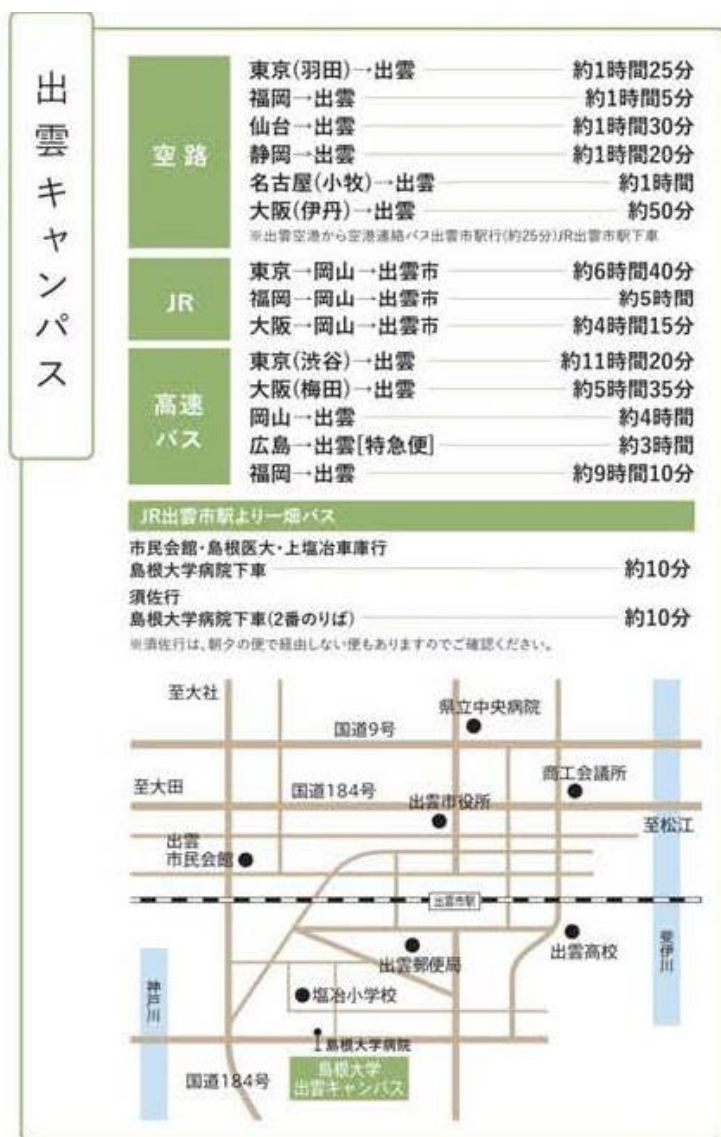 出雲キャンパス
空路
東京(羽田)→出雲 約1時間25分
福岡→出雲 約1時間5分
仙台→出雲 約1時間30分
静岡→出雲 約1時間20分
名古屋(小牧)→出雲 約1時間
大阪(伊丹)→出雲 約50分
※出雲空港から空港連絡バス出雲市駅行(約25分)JR出雲市駅下車
JR
東京→岡山→出雲市 約6時間40分
福岡→岡山→出雲市 約5時間
大阪→岡山→出雲市 約4時間15分
高速
バス
東京(渋谷)→出雲 約11時間20分
大阪(梅田)→出雲 約5時間35分
岡山→出雲 約4時間
広島→出雲[特急便] 約3時間
福岡→出雲 約9時間10分
JR出雲市駅より一畑バス
市民会館・島根医大・上塩冶車庫行
島根大学病院下車 約10分
須佐行
島根大学病院下車(2番のりば) 約10分
※須佐行は、朝夕の便で経由しない便もありますのでご確認ください。
至大社
県立中央病院
国道9号
至大田
国道184号
商工会議所
出雲市役所
至松江
出雲
市民会館
出雲市駅
出雲高校
斐伊川
出雲郵便局
神戸川
塩冶小学校
島根大学病院
国道184号
島根大学
出雲キャンパス